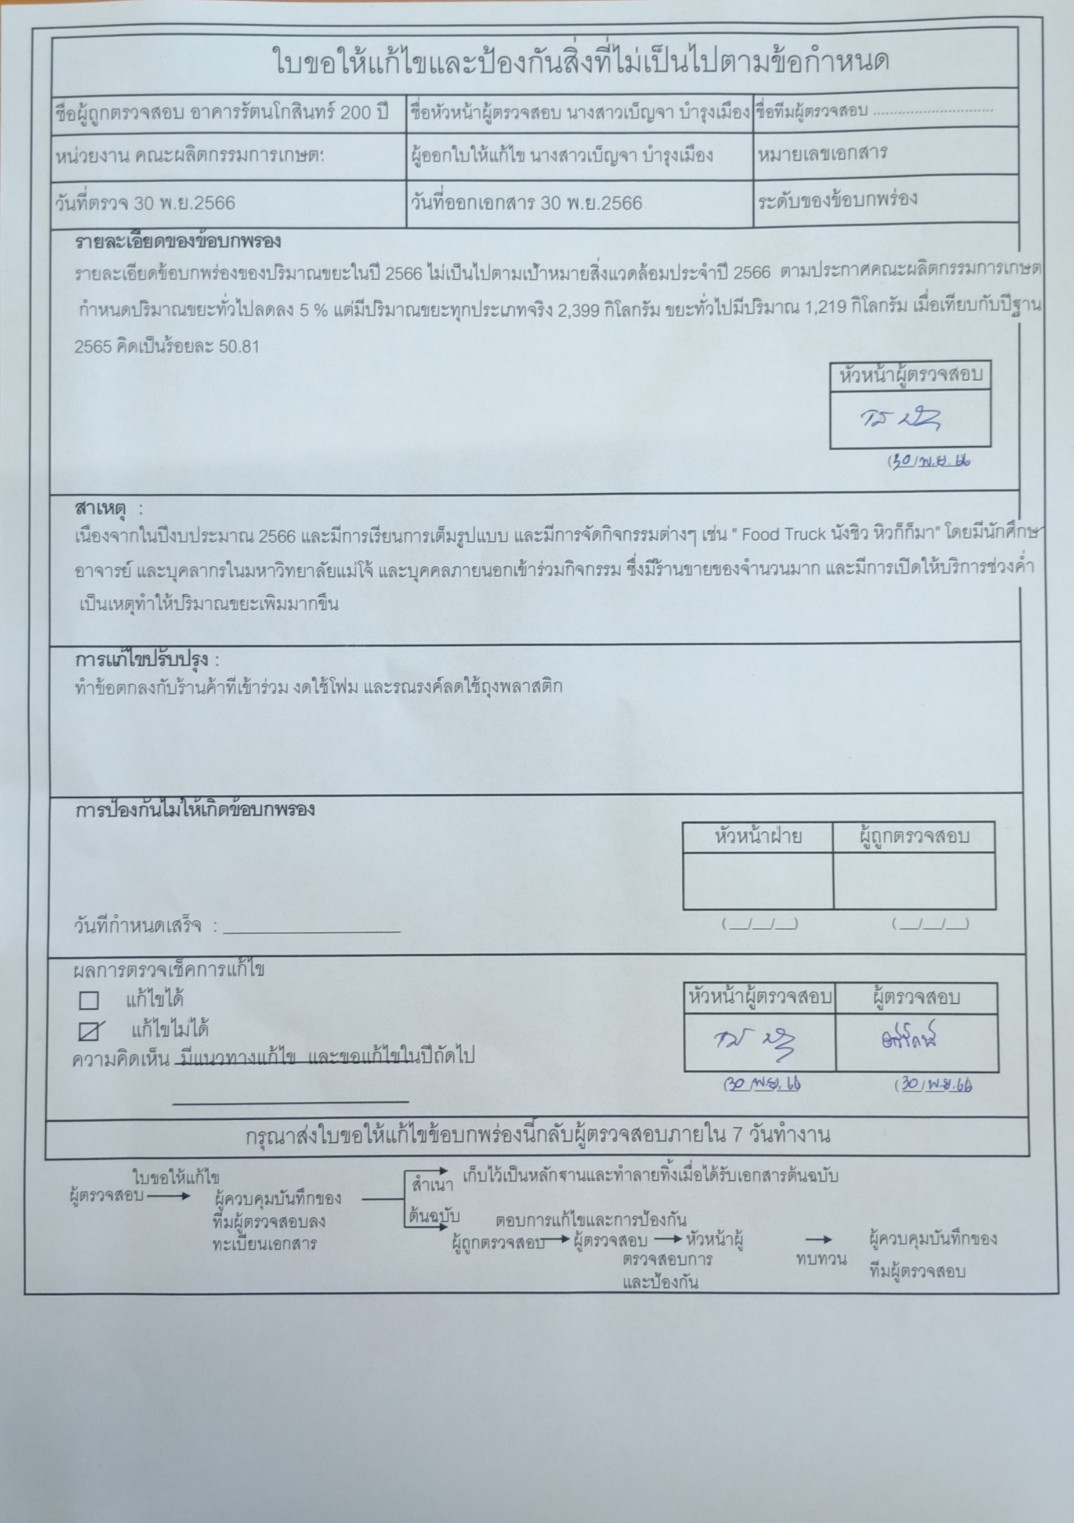 ใบขอให้แก้ไขและป้องกันสิ่งที่ไม่เป็นไปตามข้อกำหนด
ชื่อผู้ถูกตรวจสอบ อาคารรัตนโกสินทร์ 200 ปี
ชื่อหัวหน้าผู้ตรวจสอบ นางสาวเบ็ญจา บำรุงเมือง
ชื่อทีมผู้ตรวจสอบ ..............................
หน่วยงาน คณะผลิตกรรมการเกษต:
ผู้ออกใบให้แก้ไข นางสาวเบ็ญจา บำรุงเมือง
หมายเลขเอกสาร
วันที่ตรวจ 30 พ.ย.2566
วันที่ออกเอกสาร 30 พ.ย.2566
ระดับของข้อบกพร่อง
รายละเอียดของข้อบกพรอง
รายละเอียดข้อบกพร่องของปริมาณขยะในปี 2566 ไม่เป็นไปตามเป้าหมายสิ่งแวดล้อมประจำปี 2566 ตามประกาศคณะผลิตกรรมการเกษต
กำหนดปริมาณขยะทั่วไปลดลง 5 % แต่มีปริมาณขยะทุกประเภทจริง 2,399 กิโลกรัม ขยะทั่วไปมีปริมาณ 1,219 กิโลกรัม เมื่อเทียบกับปีฐาน
2565 คิดเป็นร้อยละ 50.81
หัวหน้าผู้ตรวจสอบ
(30/พ.ย. 66
สาเหตุ :
เนื่องจากในปีงบประมาณ 2566 และมีการเรียนการเต็มรูปแบบ และมีการจัดกิจกรรมต่างๆ เช่น " Food Truck นั่งชิว หิวก็ก็มา" โดยมีนักศึกษ
อาจารย์ และบุคลากรในมหาวิทยาลัยแม่โจ้ และบุคคลภายนอกเข้าร่วมกิจกรรม ซึ่งมีร้านขายของจำนวนมาก และมีการเปิดให้บริการช่วงค่ำ
เป็นเหตุทำให้ปริมาณขยะเพิ่มมากขึ้น
การแก้ไขปรับปรุง :
ทำข้อตกลงกับร้านค้าที่เข้าร่วม งดใช้โฟม และรณรงค์ลดใช้ถุงพลาสติก
การป้องกันไม่ให้เกิดข้อบกพรอง
หัวหน้าฝ่าย
ผู้ถูกตรวจสอบ
วันที่กำหนดเสร็จ : ________________
(__/__/__)
(__/__/__)
ผลการตรวจเช็คการแก้ไข
แก้ไขได้
แก้ไขไม่ได้
ความคิดเห็น มีแนวทางแก้ไข และขอแก้ไขในปีถัดไป
หัวหน้าผู้ตรวจสอบ
ผู้ตรวจสอบ
(30/พ.ย. 66
(30/พ.ย. 66
กรุณาส่งใบขอให้แก้ไขข้อบกพร่องนี้กลับผู้ตรวจสอบภายใน 7 วันทำงาน
ใบขอให้แก้ไข
ผู้ตรวจสอบ
ผู้ควบคุมบันทึกของ
ทีมผู้ตรวจสอบลง
ทะเบียนเอกสาร
สำเนา
เก็บไว้เป็นหลักฐานและทำลายทิ้งเมื่อได้รับเอกสารต้นฉบับ
ต้นฉบับ
ตอบการแก้ไขและการป้องกัน
ผู้ถูกตรวจสอบ
ผู้ตรวจสอบ
หัวหน้าผู้
ตรวจสอบการ
และป้องกัน
ทบทวน
ผู้ควบคุมบันทึกของ
ทีมผู้ตรวจสอบ